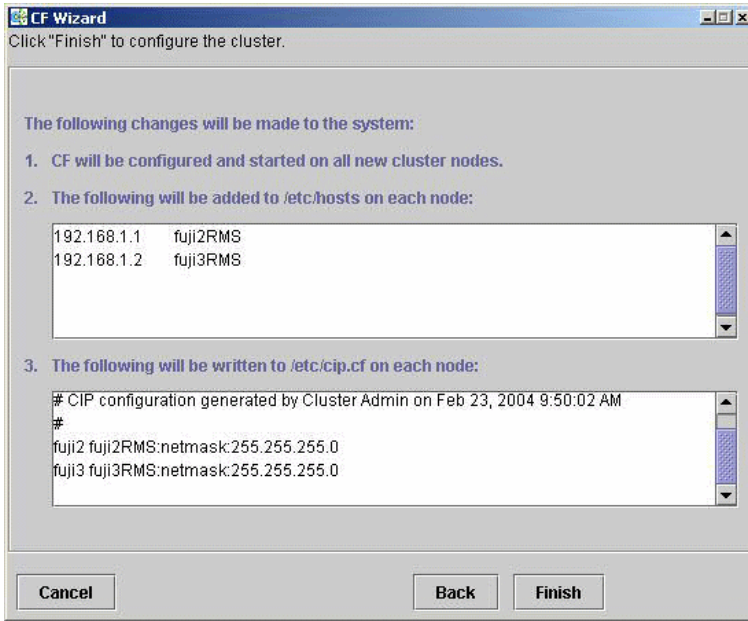 CF Wizard
Click "Finish" to configure the cluster.
The following changes will be made to the system:
1. CF will be configured and started on all new cluster nodes.
2. The following will be added to /etc/hosts on each node:
192.168.1.1 fuji2RMS
192.168.1.2 fuji3RMS
3. The following will be written to /etc/cip.cf on each node:
# CIP configuration generated by Cluster Admin on Feb 23, 2004 9:50:02 AM
#
fuji2 fuji2RMS:netmask:255.255.255.0
fuji3 fuji3RMS:netmask:255.255.255.0
Cancel Back Finish